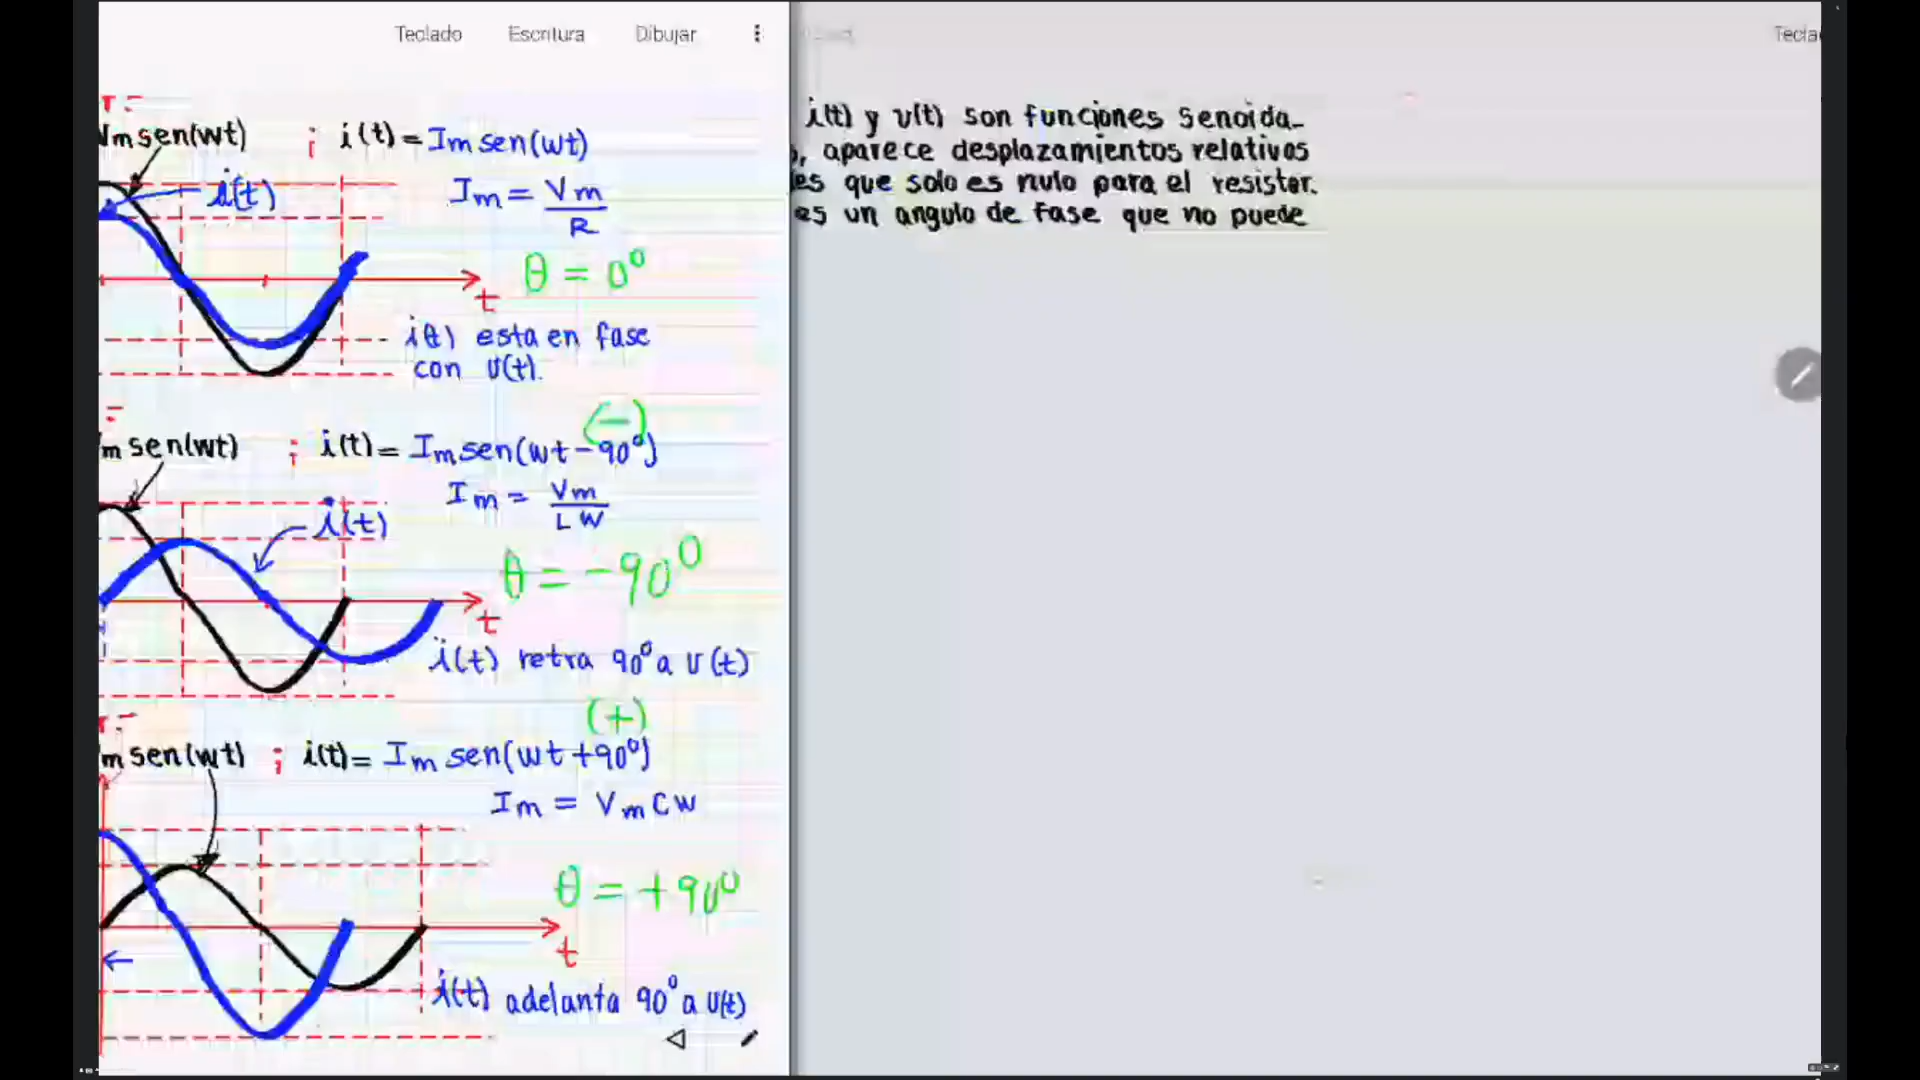 Teclado Escritura Dibujar
Vm sen(wt) ; i(t) = Im sen(wt)
i(t)
Im = Vm
R
θ = 0°
t
i(t) esta en fase
con v(t).
(-)
m sen(wt) ; i(t) = Im sen(wt - 90°)
Im = Vm
LW
i(t)
θ = -90°
t
i(t) retra 90° a v(t)
(+)
m sen(wt) ; i(t) = Im sen(wt + 90°)
Im = Vm CW
θ = +90°
t
i(t) adelanta 90° a v(t)
Tecla
i(t) y v(t) son funciones senoida-
, aparece desplazamientos relativos
es que solo es nulo para el resistor.
es un angulo de fase que no puede